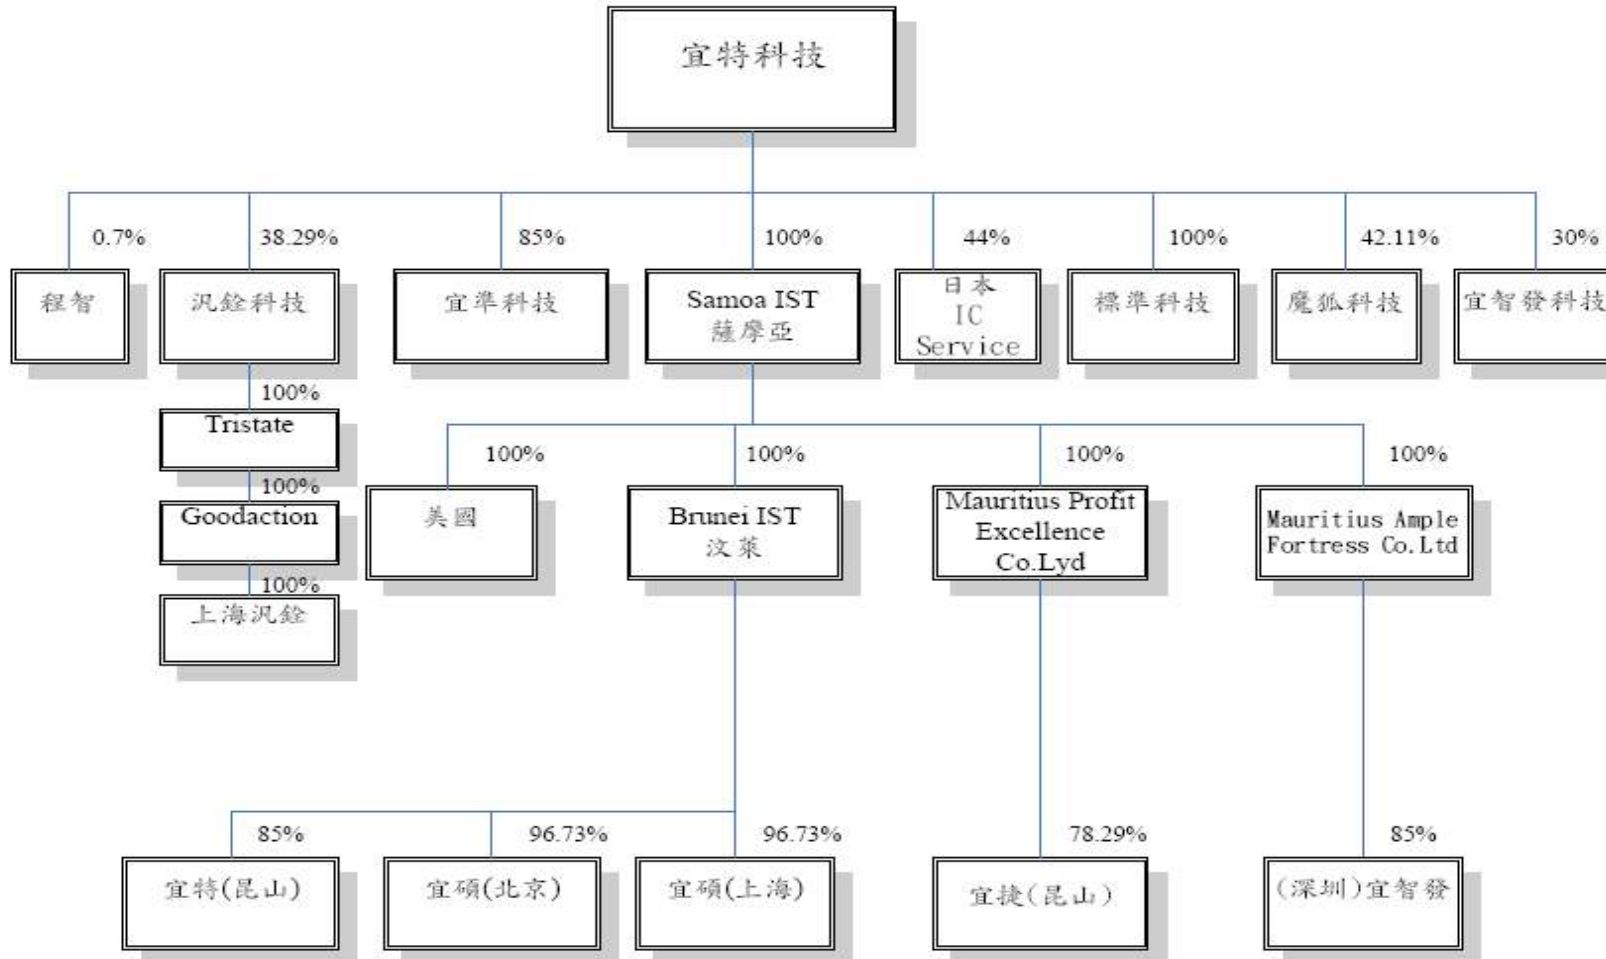 宜特科技
0.7%
38.29%
85%
100%
44%
100%
42.11%
30%
程智
汎銓科技
宜準科技
Samoa IST
薩摩亞
日本
IC
Service
標準科技
魔狐科技
宜智發科技
100%
Tristate
100%
Goodaction
100%
上海汎銓
100%
100%
100%
100%
美國
Brunei IST
汶萊
Mauritius Profit
Excellence
Co.Lyd
Mauritius Ample
Fortress Co.Ltd
85%
96.73%
96.73%
78.29%
85%
宜特(昆山)
宜碩(北京)
宜碩(上海)
宜捷(昆山)
(深圳)宜智發